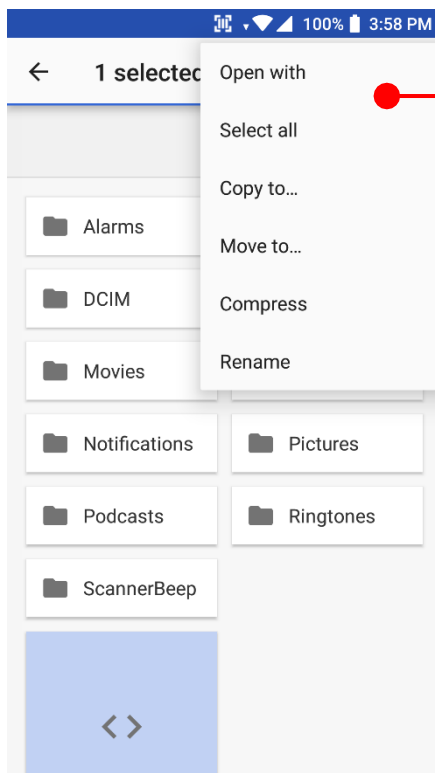 100% 3:58 PM
1 selected
Open with
Select all
Copy to…
Move to…
Compress
Rename
Alarms
DCIM
Movies
Notifications
Pictures
Podcasts
Ringtones
ScannerBeep